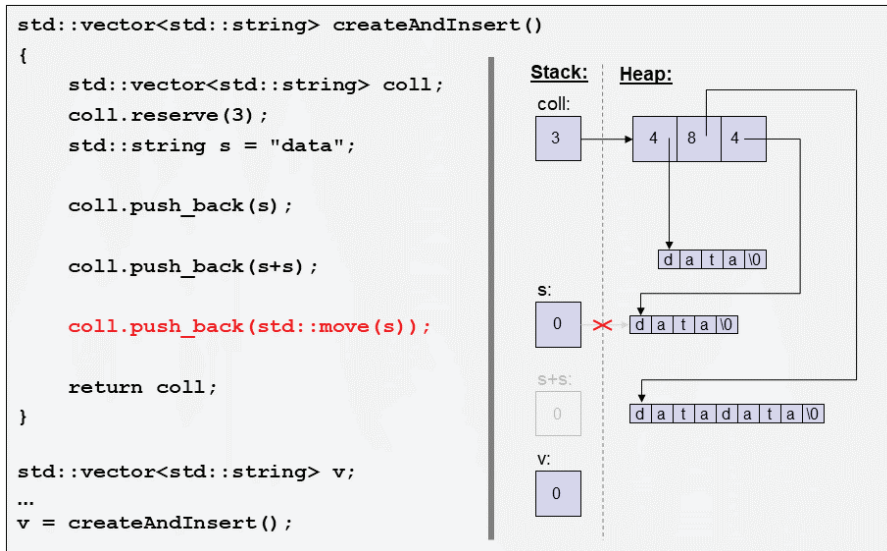 std::vector<std::string> createAndInsert()
{
std::vector<std::string> coll;
coll.reserve(3);
std::string s = "data";
coll.push_back(s);
coll.push_back(s+s);
coll.push_back(std::move(s));
return coll;
}
std::vector<std::string> v;
...
v = createAndInsert();
Stack: Heap:
coll:
3 4 8 4
d a t a \0
s:
0 d a t a \0
s+s:
0 d a t a d a t a \0
v:
0